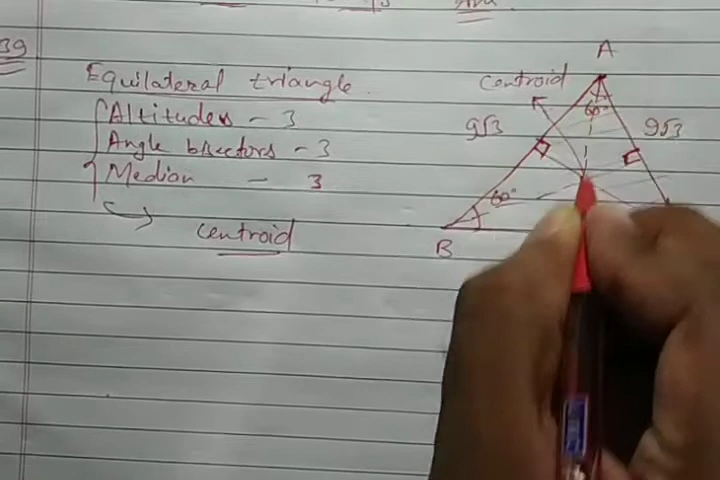 39
Equilateral triangle
Altitudes - 3
Angle bisectors - 3
Median - 3
centroid
A
centroid
60°
9√3
9√3
60°
B